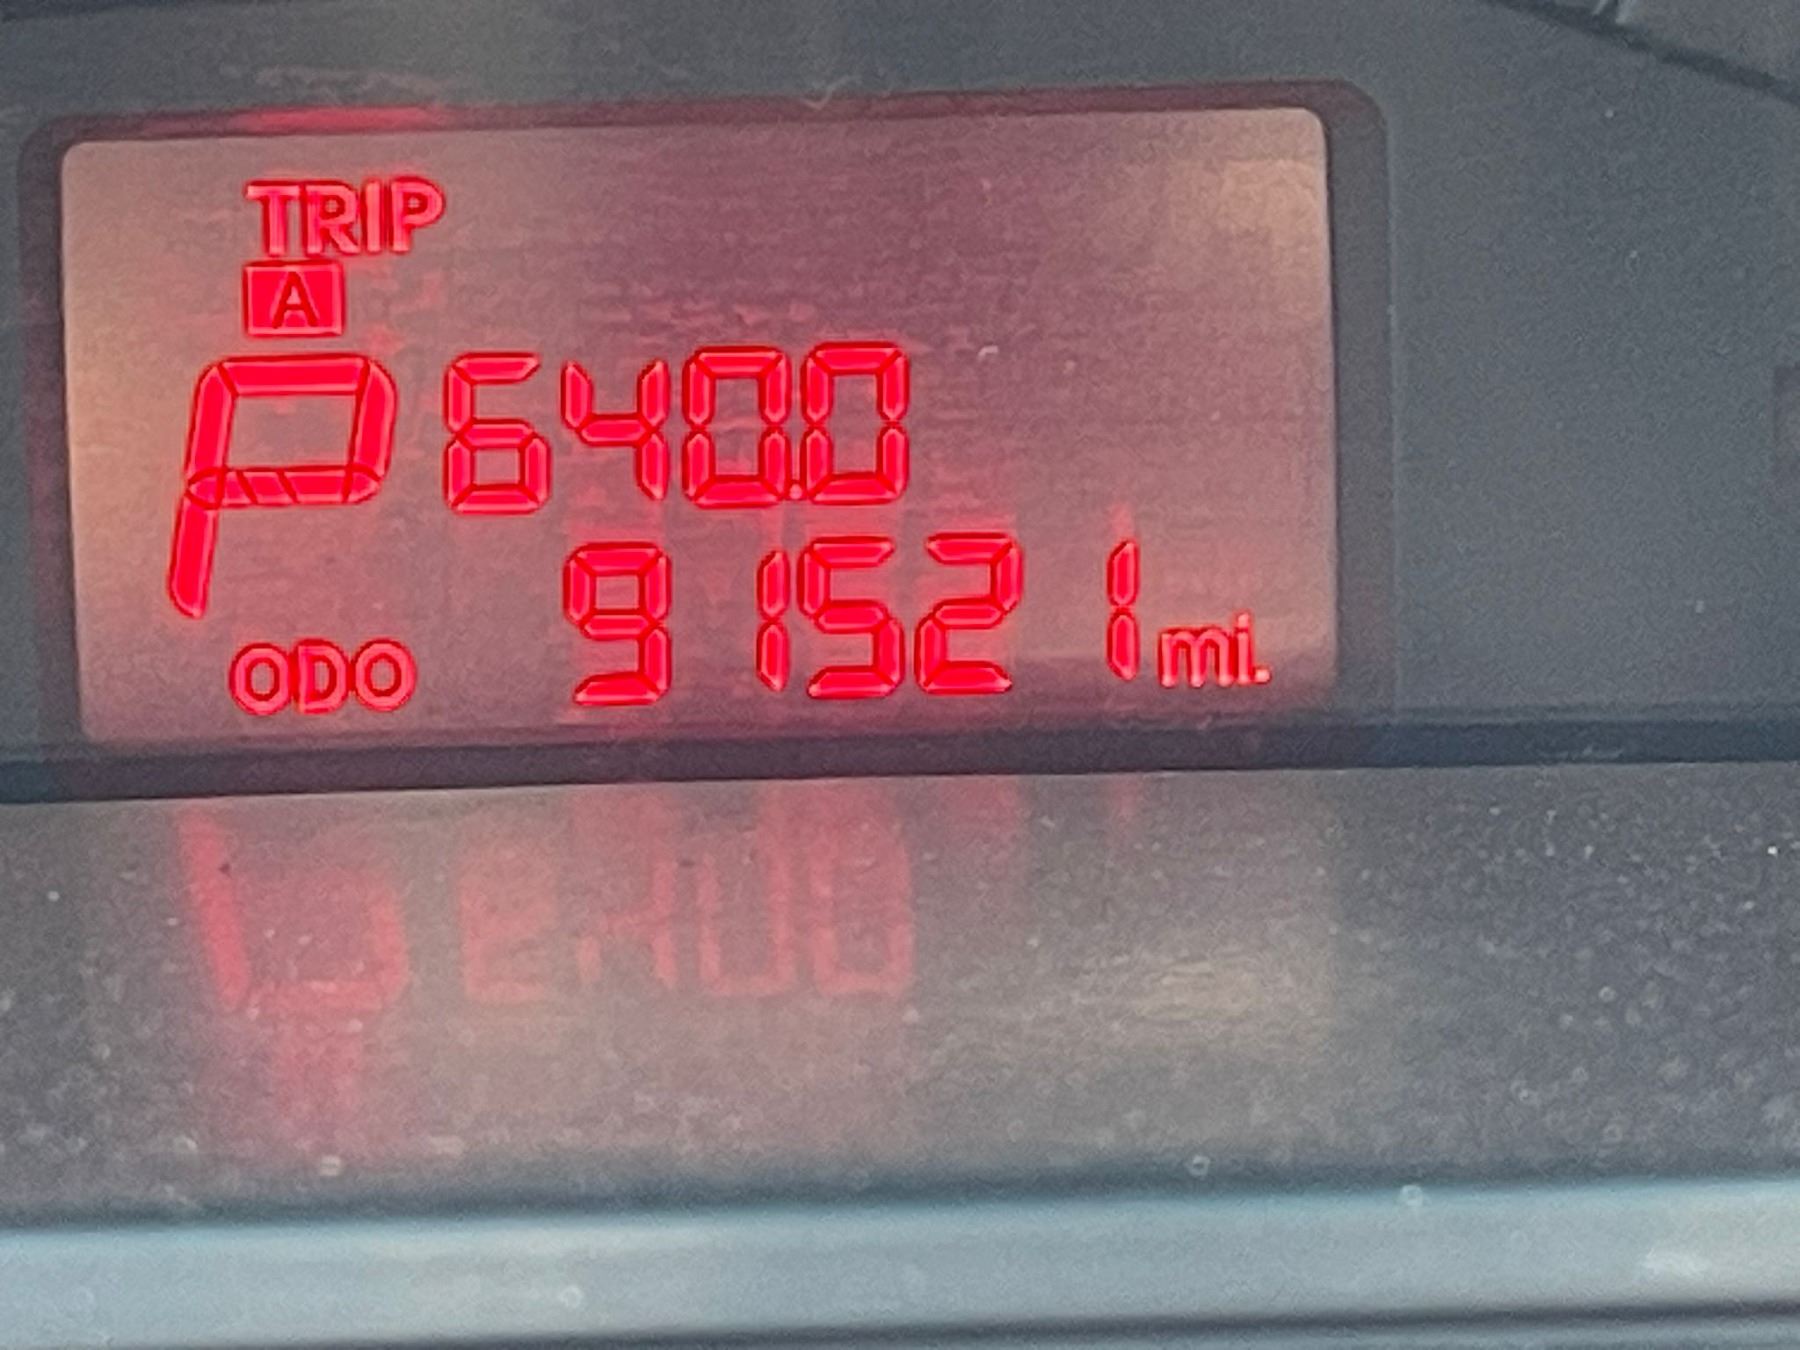 TRIP
A
P 640.0
ODO 91521 mi.